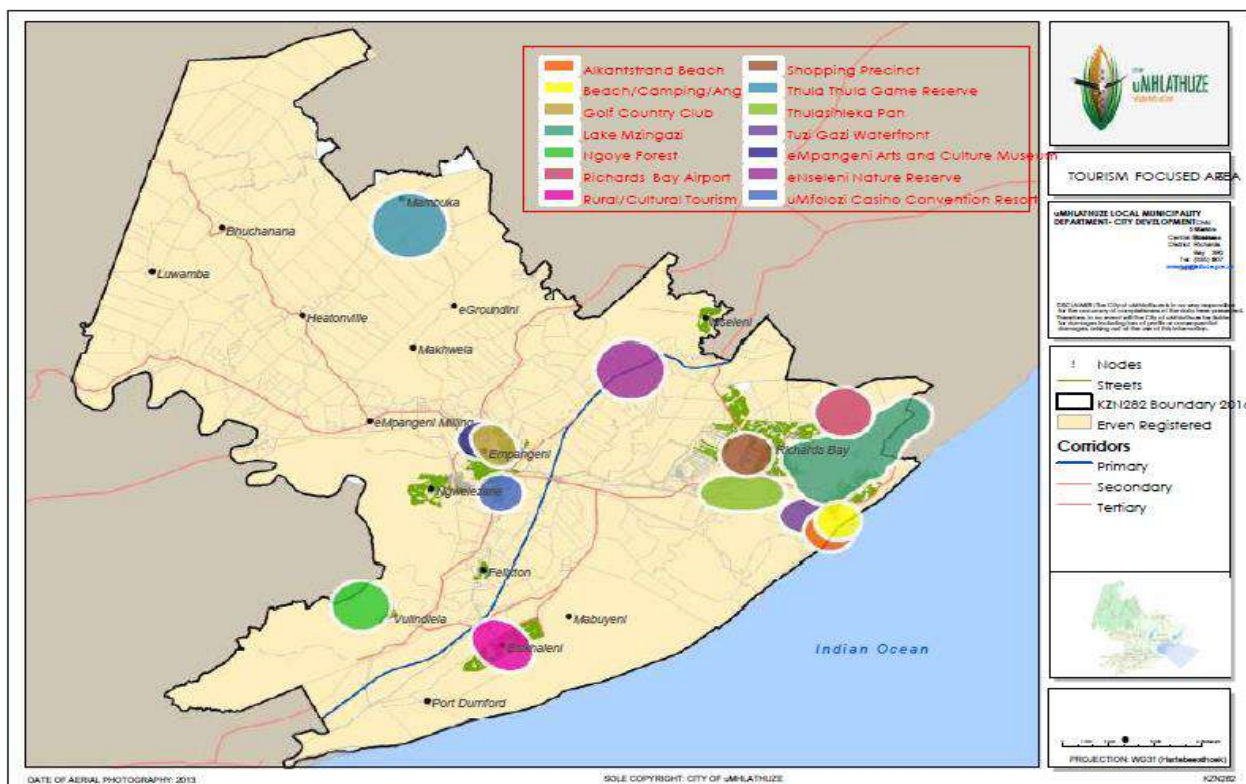 Alkantstrand Beach
Beach/Camping/Ang
Golf Country Club
Lake Mzingazi
Ngoye Forest
Richards Bay Airport
Rural/Cultural Tourism
Shopping Precinct
Thula Thula Game Reserve
Thulasihleka Pan
Tuzi Gazi Waterfront
eMpangeni Arts and Culture Museum
eNseleni Nature Reserve
uMfolozi Casino Convention Resort
Mambuka
Bhuchanana
Luwamba
eGroundini
Heatonville
Nseleni
Makhwela
eMpangeni Milling
Empangeni
Richards Bay
Ngwelezane
Felixton
Vulindlela
Mabuyeni
Esikhaleni
Port Durnford
Indian Ocean
uMHLATHUZE
TOURISM FOCUSED AREA
uMHLATHUZE LOCAL MUNICIPALITY
DEPARTMENT- CITY DEVELOPMENT
Nodes
Streets
KZN282 Boundary 2016
Erven Registered
Corridors
Primary
Secondary
Tertiary
PROJECTION: WG31 (Hartebeesthoek)
DATE OF AERIAL PHOTOGRAPHY: 2013
SOLE COPYRIGHT: CITY OF uMHLATHUZE
KZN282